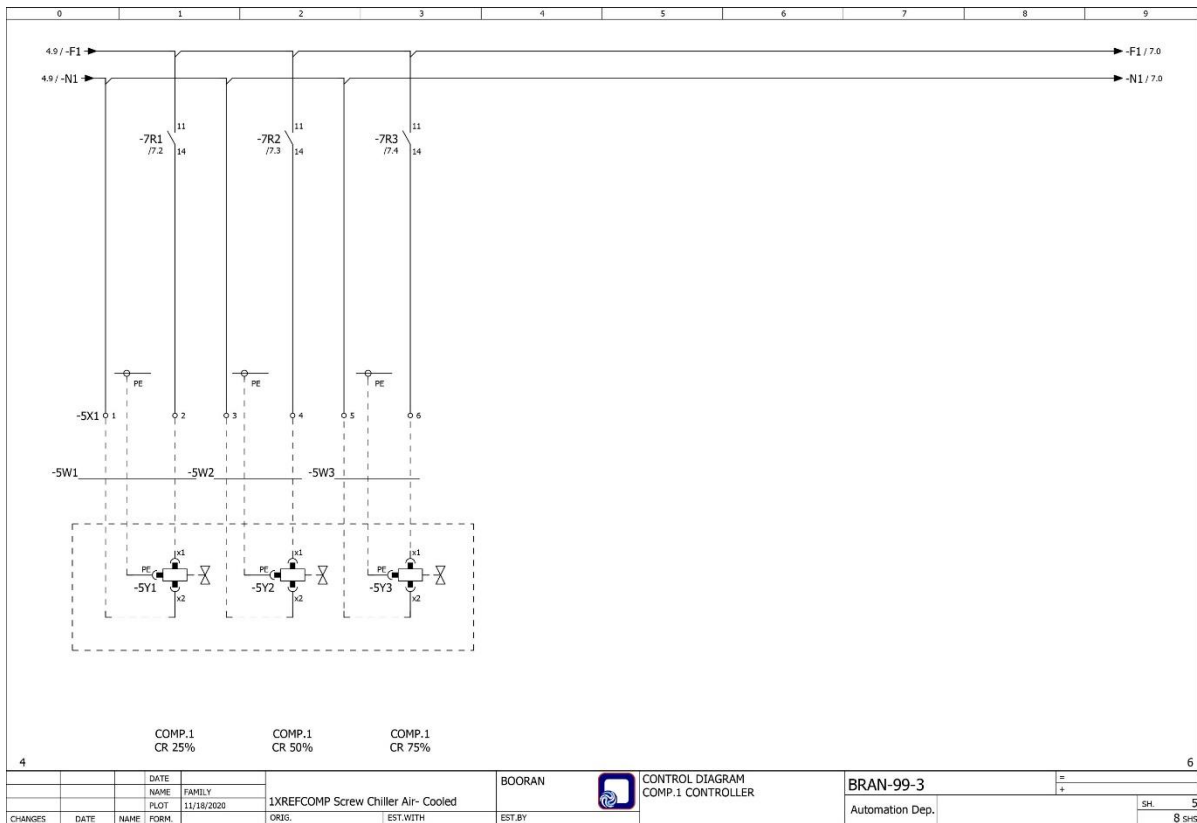 0 1 2 3 4 5 6 7 8 9
4.9 / -F1 -F1 / 7.0
4.9 / -N1 -N1 / 7.0
11 11 11
-7R1 -7R2 -7R3
/7.2 14 /7.3 14 /7.4 14
PE PE PE
-5X1 1 2 3 4 5 6
-5W1 -5W2 -5W3
x1 x1 x1
PE PE PE
-5Y1 -5Y2 -5Y3
x2 x2 x2
COMP.1 COMP.1 COMP.1
CR 25% CR 50% CR 75%
4 6
DATE
NAME FAMILY
PLOT 11/18/2020
CHANGES DATE NAME FORM.
1XREFCOMP Screw Chiller Air- Cooled
ORIG. EST.WITH EST.BY
BOORAN
CONTROL DIAGRAM
COMP.1 CONTROLLER
BRAN-99-3
Automation Dep.
=
+
SH. 5
8 SHS